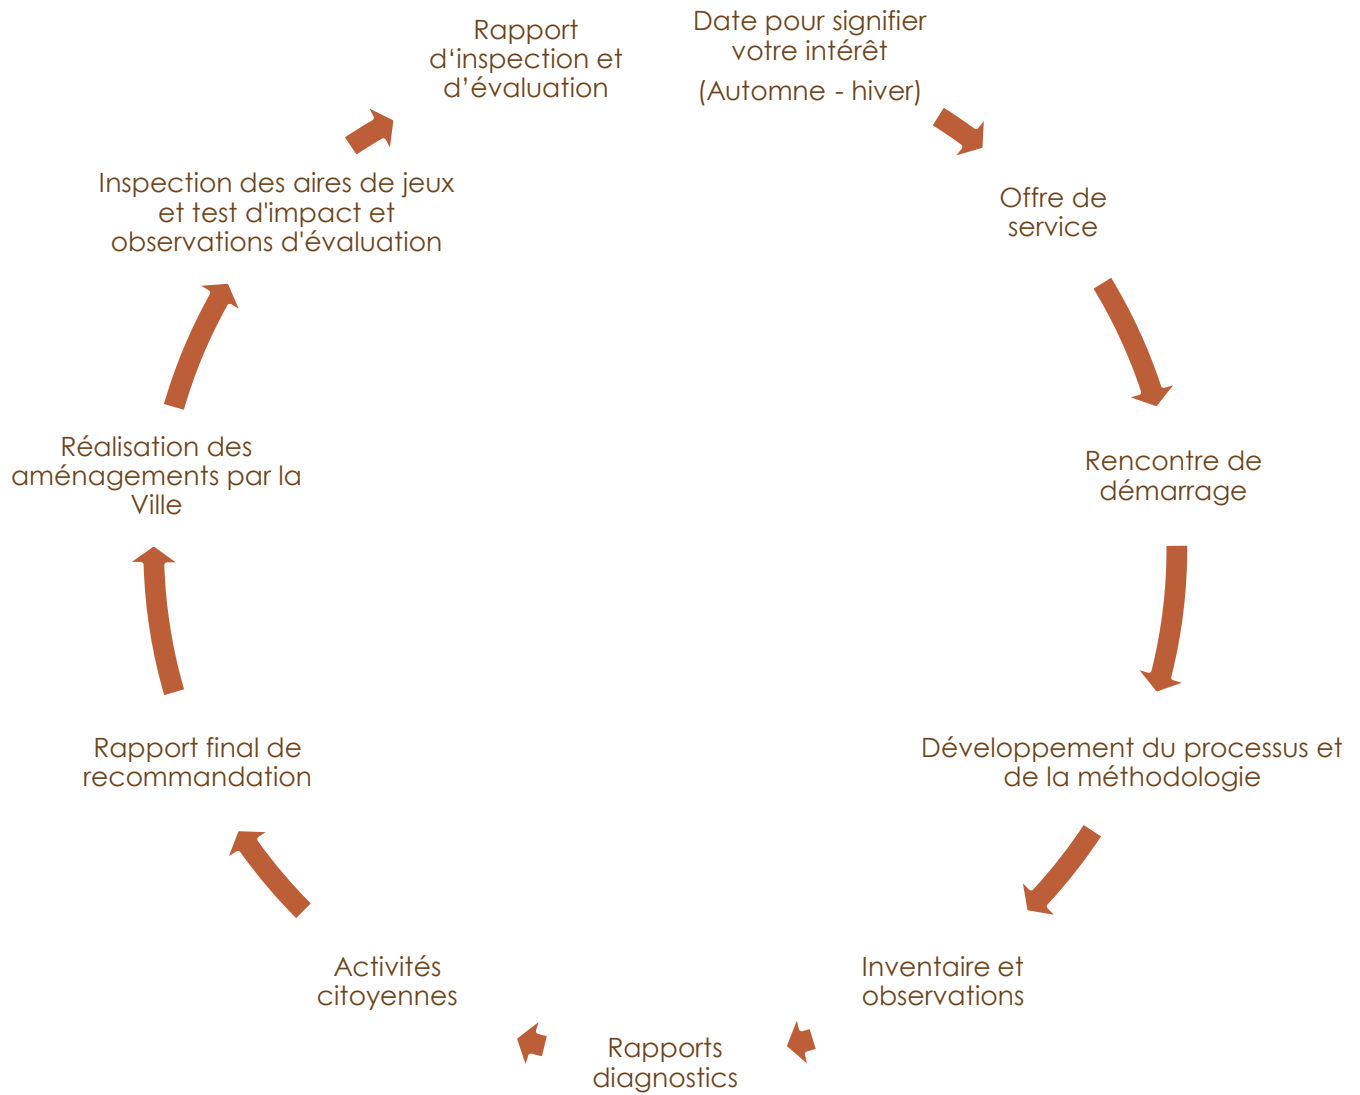 Date pour signifier
votre intérêt
(Automne - hiver)
Offre de
service
Rencontre de
démarrage
Développement du processus et
de la méthodologie
Inventaire et
observations
Rapports
diagnostics
Activités
citoyennes
Rapport final de
recommandation
Réalisation des
aménagements par la
Ville
Inspection des aires de jeux
et test d'impact et
observations d'évaluation
Rapport
d‘inspection et
d’évaluation